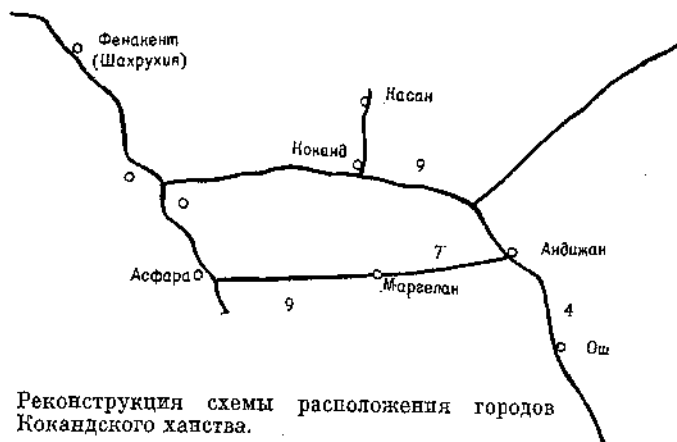 Фенакент
(Шахрухия)
Касан
Коканд
9
Андижан
7
Асфара
Маргелан
9
4
Ош
Реконструкция схемы расположения городов
Кокандского ханства.